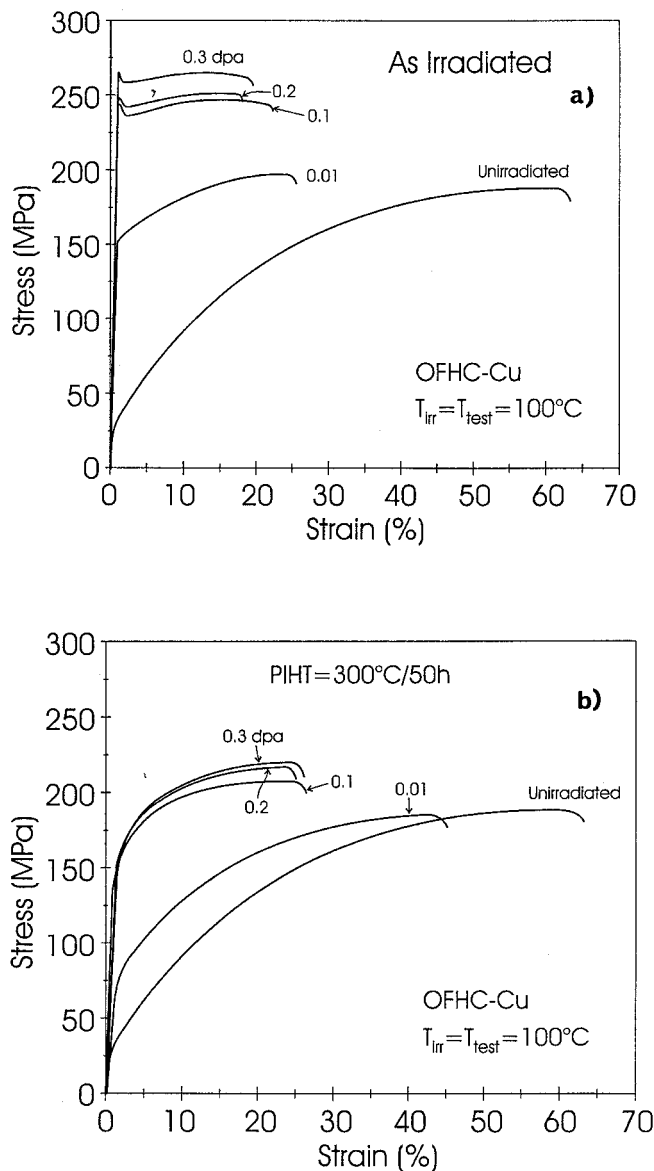 300
As Irradiated
0.3 dpa
a)
250
0.2
0.1
200
0.01
Unirradiated
150
Stress (MPa)
100
OFHC-Cu
50
T_irr=T_test=100°C
0
0 10 20 30 40 50 60 70
Strain (%)
300
PIHT=300°C/50h
b)
250
0.3 dpa
0.01
0.1
Unirradiated
200
0.2
150
Stress (MPa)
100
OFHC-Cu
50
T_irr=T_test=100°C
0
0 10 20 30 40 50 60 70
Strain (%)